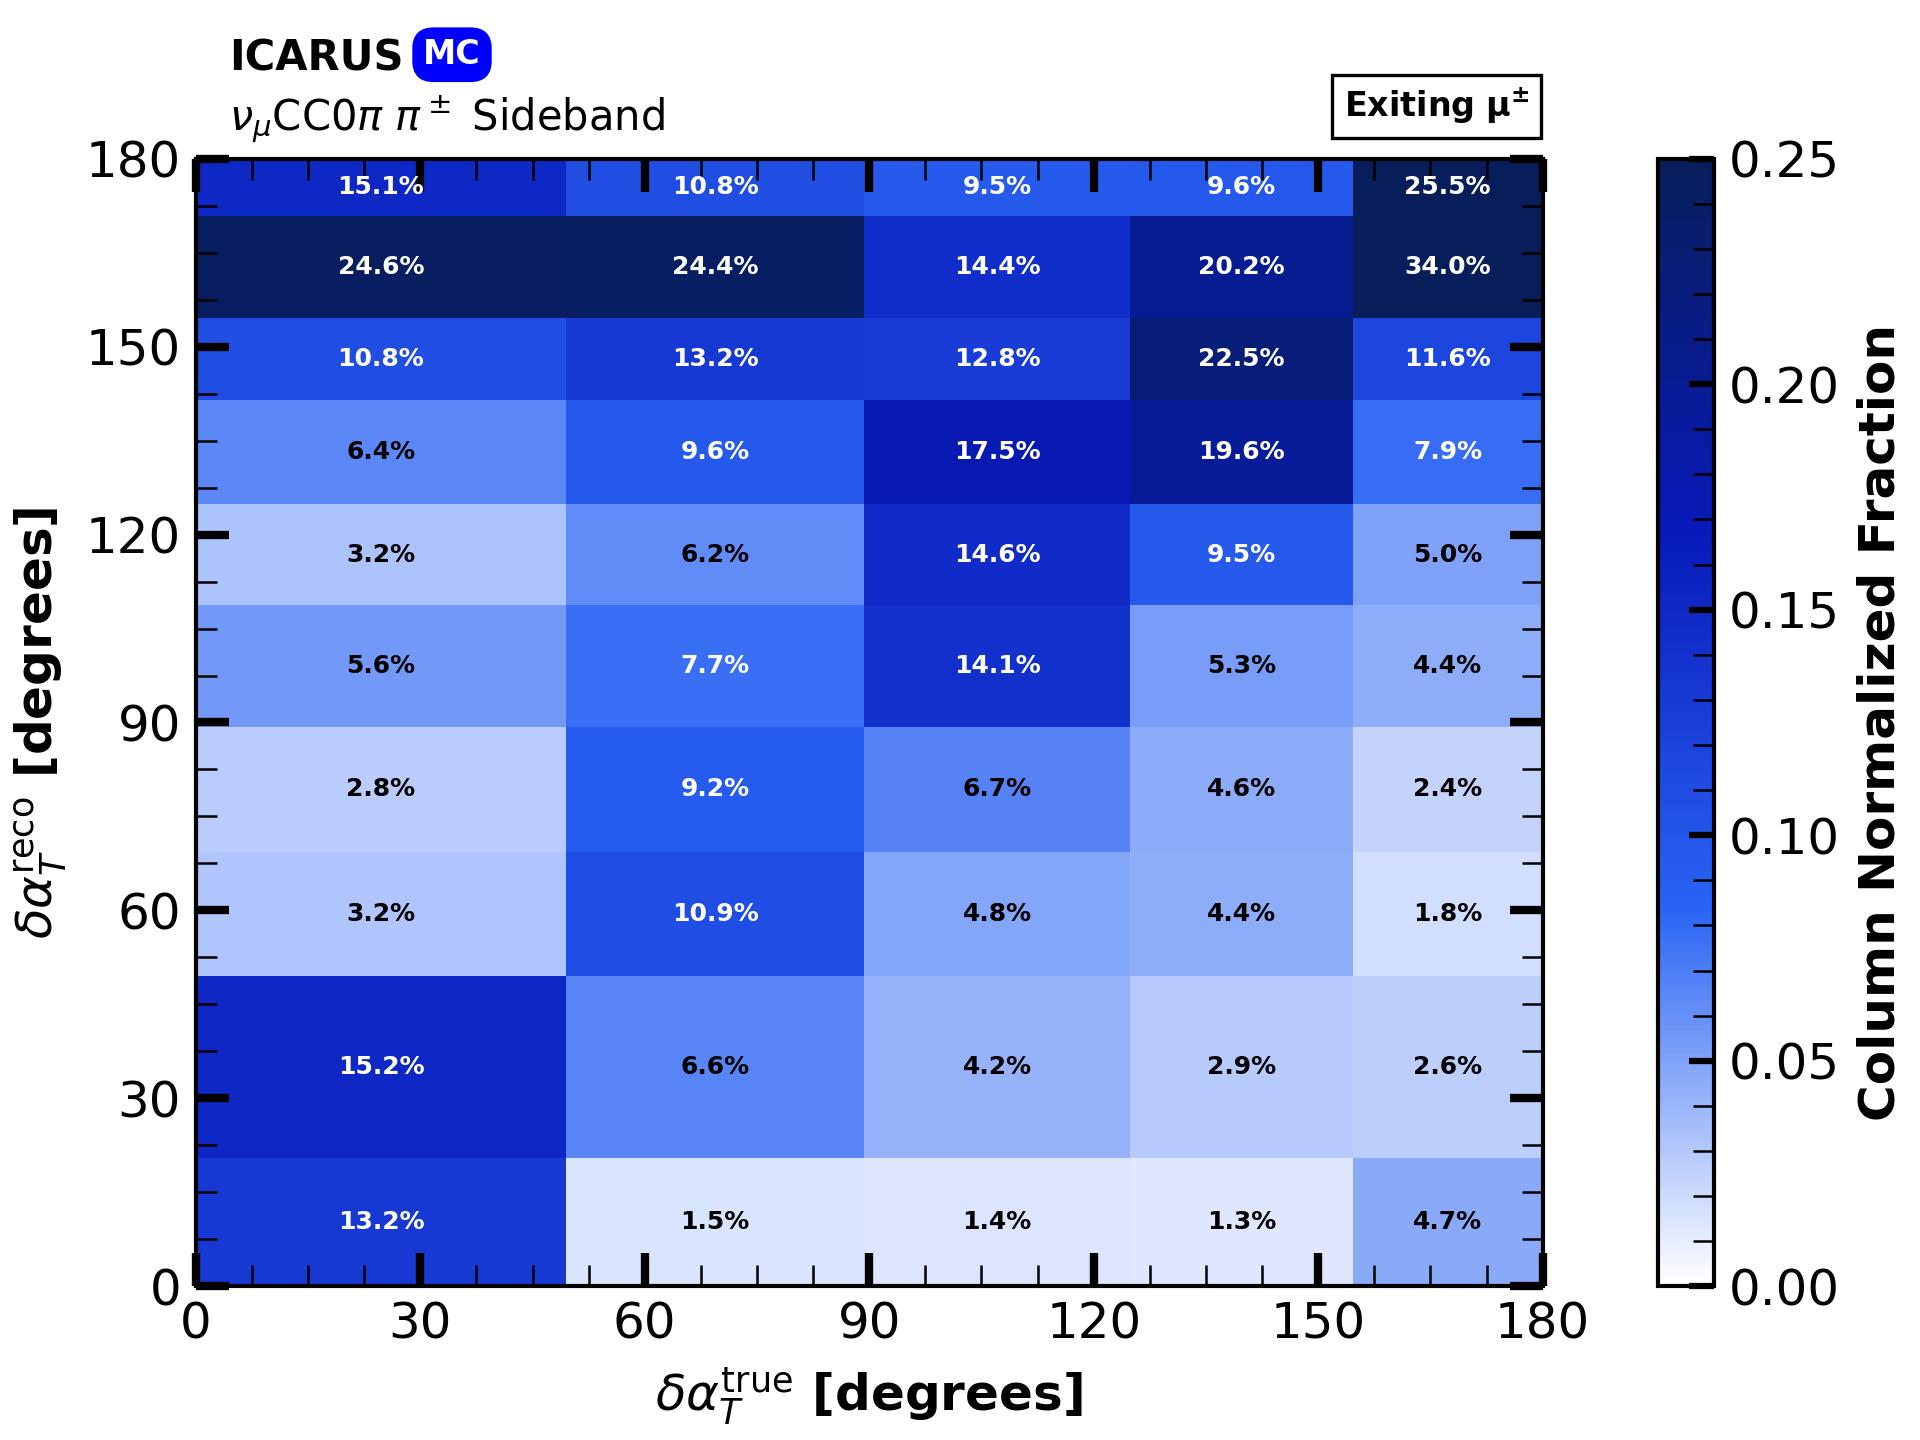 ICARUS MC
νμCC0π π± Sideband
Exiting μ±
180 15.1% 10.8% 9.5% 9.6% 25.5% 0.25
24.6% 24.4% 14.4% 20.2% 34.0%
150 10.8% 13.2% 12.8% 22.5% 11.6% 0.20
6.4% 9.6% 17.5% 19.6% 7.9%
120 3.2% 6.2% 14.6% 9.5% 5.0% 0.15
5.6% 7.7% 14.1% 5.3% 4.4%
90 2.8% 9.2% 6.7% 4.6% 2.4% 0.10
60 3.2% 10.9% 4.8% 4.4% 1.8%
30 15.2% 6.6% 4.2% 2.9% 2.6% 0.05
13.2% 1.5% 1.4% 1.3% 4.7%
0 0.00
0 30 60 90 120 150 180
δα_T^true [degrees]
δα_T^reco [degrees]
Column Normalized Fraction